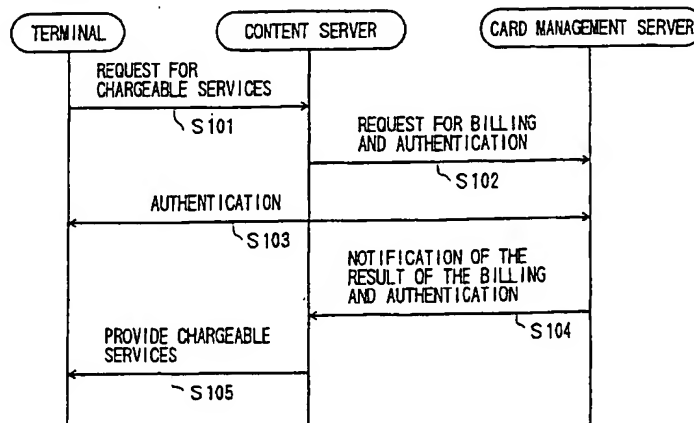 TERMINAL
CONTENT SERVER
CARD MANAGEMENT SERVER
REQUEST FOR
CHARGEABLE SERVICES
S101
REQUEST FOR BILLING
AND AUTHENTICATION
S102
AUTHENTICATION
S103
NOTIFICATION OF THE
RESULT OF THE BILLING
AND AUTHENTICATION
S104
PROVIDE CHARGEABLE
SERVICES
S105